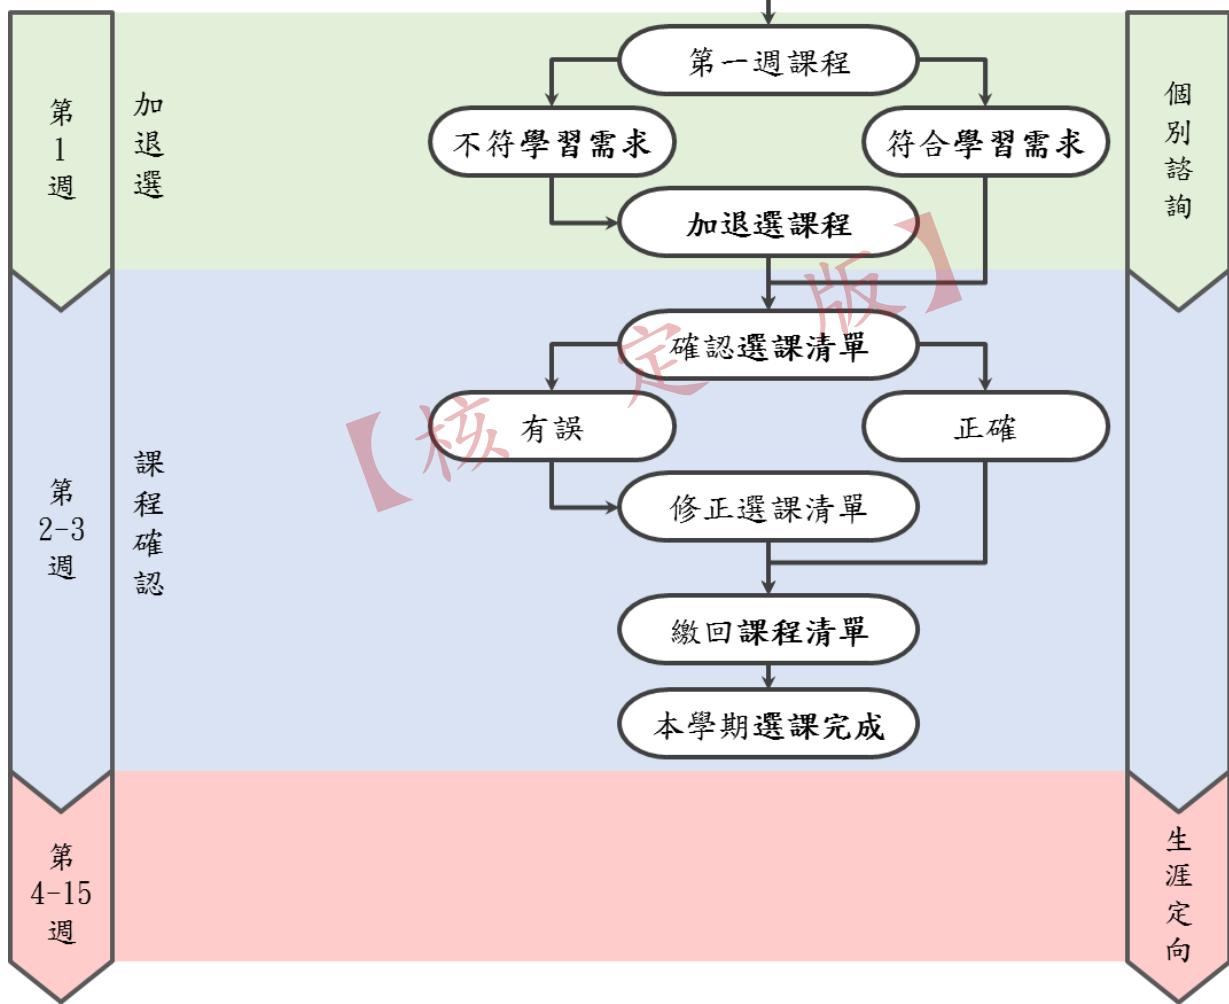 第
1
週
加
退
選
第一週課程
不符學習需求
符合學習需求
加退選課程
個
別
諮
詢
第
2-3
週
課
程
確
認
確認選課清單
有誤
正確
修正選課清單
繳回課程清單
本學期選課完成
第
4-15
週
生
涯
定
向
【核定版】